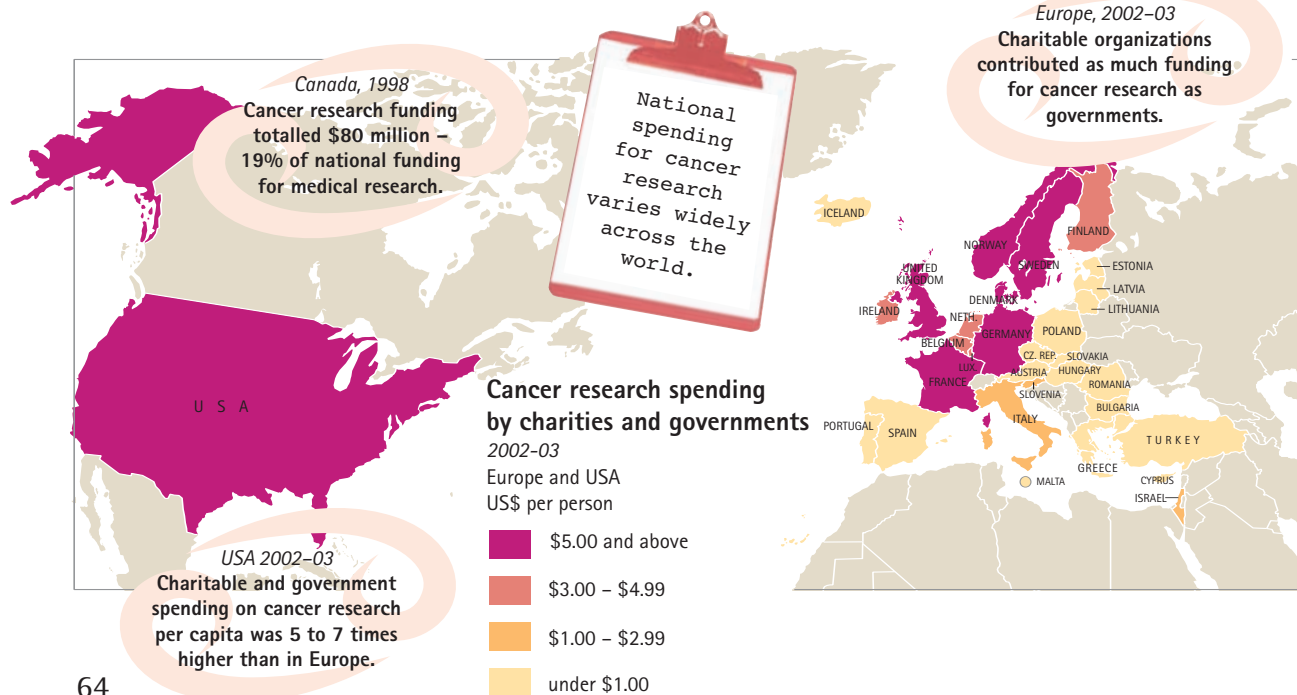 Canada, 1998
Cancer research funding
totalled $80 million –
19% of national funding
for medical research.
National
spending
for cancer
research
varies widely
across the
world.
Europe, 2002–03
Charitable organizations
contributed as much funding
for cancer research as
governments.
U S A
USA 2002–03
Charitable and government
spending on cancer research
per capita was 5 to 7 times
higher than in Europe.
64
Cancer research spending
by charities and governments
2002-03
Europe and USA
US$ per person
$5.00 and above
$3.00 – $4.99
$1.00 – $2.99
under $1.00
ICELAND
NORWAY
FINLAND
SWEDEN
UNITED
KINGDOM
ESTONIA
LATVIA
LITHUANIA
DENMARK
IRELAND
NETH.
GERMANY
POLAND
BELGIUM
LUX.
CZ. REP.
SLOVAKIA
AUSTRIA
HUNGARY
FRANCE
SLOVENIA
ROMANIA
ITALY
BULGARIA
PORTUGAL
SPAIN
TURKEY
GREECE
MALTA
CYPRUS
ISRAEL